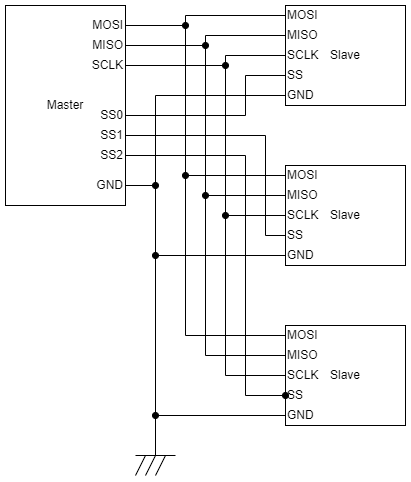 MOSI
MISO
SCLK
Master
SS0
SS1
SS2
GND
MOSI
MISO
SCLK Slave
SS
GND
MOSI
MISO
SCLK Slave
SS
GND
MOSI
MISO
SCLK Slave
SS
GND